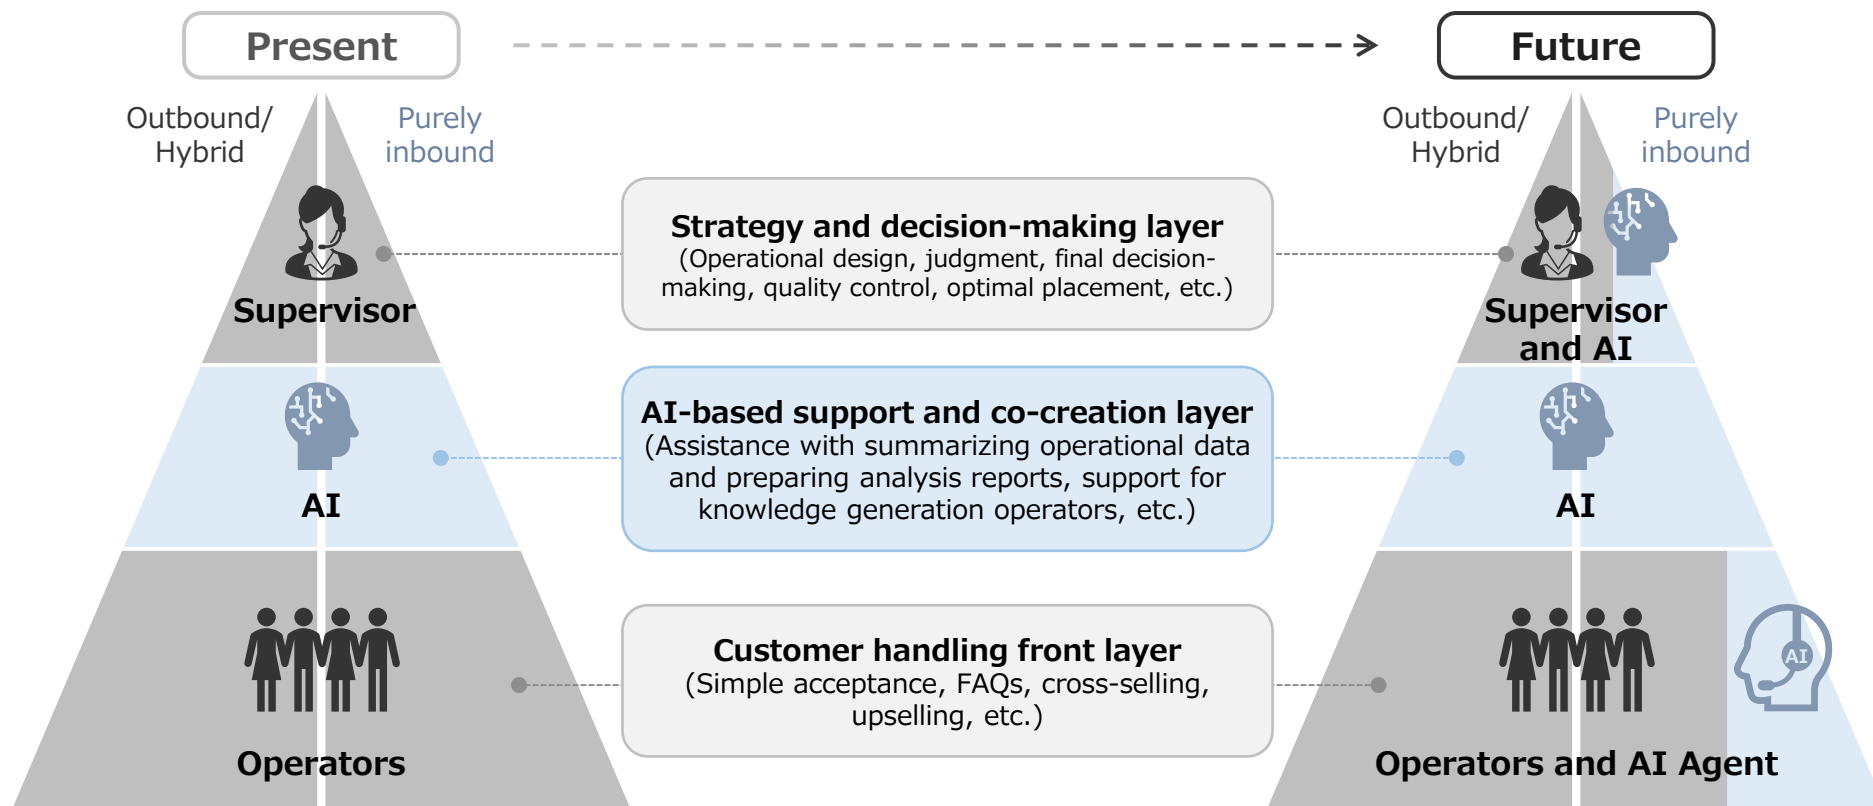 Present
Future
Outbound/
Hybrid
Purely
inbound
Outbound/
Hybrid
Purely
inbound
Strategy and decision-making layer
(Operational design, judgment, final decision-
making, quality control, optimal placement, etc.)
Supervisor
Supervisor
and AI
AI-based support and co-creation layer
(Assistance with summarizing operational data
and preparing analysis reports, support for
knowledge generation operators, etc.)
AI
AI
Customer handling front layer
(Simple acceptance, FAQs, cross-selling,
upselling, etc.)
AI
Operators
Operators and AI Agent